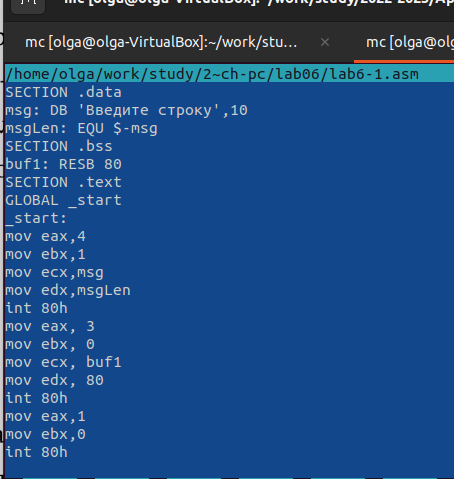 mc [olga@olga-VirtualBox]:~/work/study/2022-2023/
mc [olga@olga-VirtualBox]:~/work/stu... × mc [olga@olg
/home/olga/work/study/2~ch-pc/lab06/lab6-1.asm
SECTION .data
msg: DB 'Введите строку',10
msgLen: EQU $-msg
SECTION .bss
buf1: RESB 80
SECTION .text
GLOBAL _start
_start:
mov eax,4
mov ebx,1
mov ecx,msg
mov edx,msgLen
int 80h
mov eax, 3
mov ebx, 0
mov ecx, buf1
mov edx, 80
int 80h
mov eax,1
mov ebx,0
int 80h